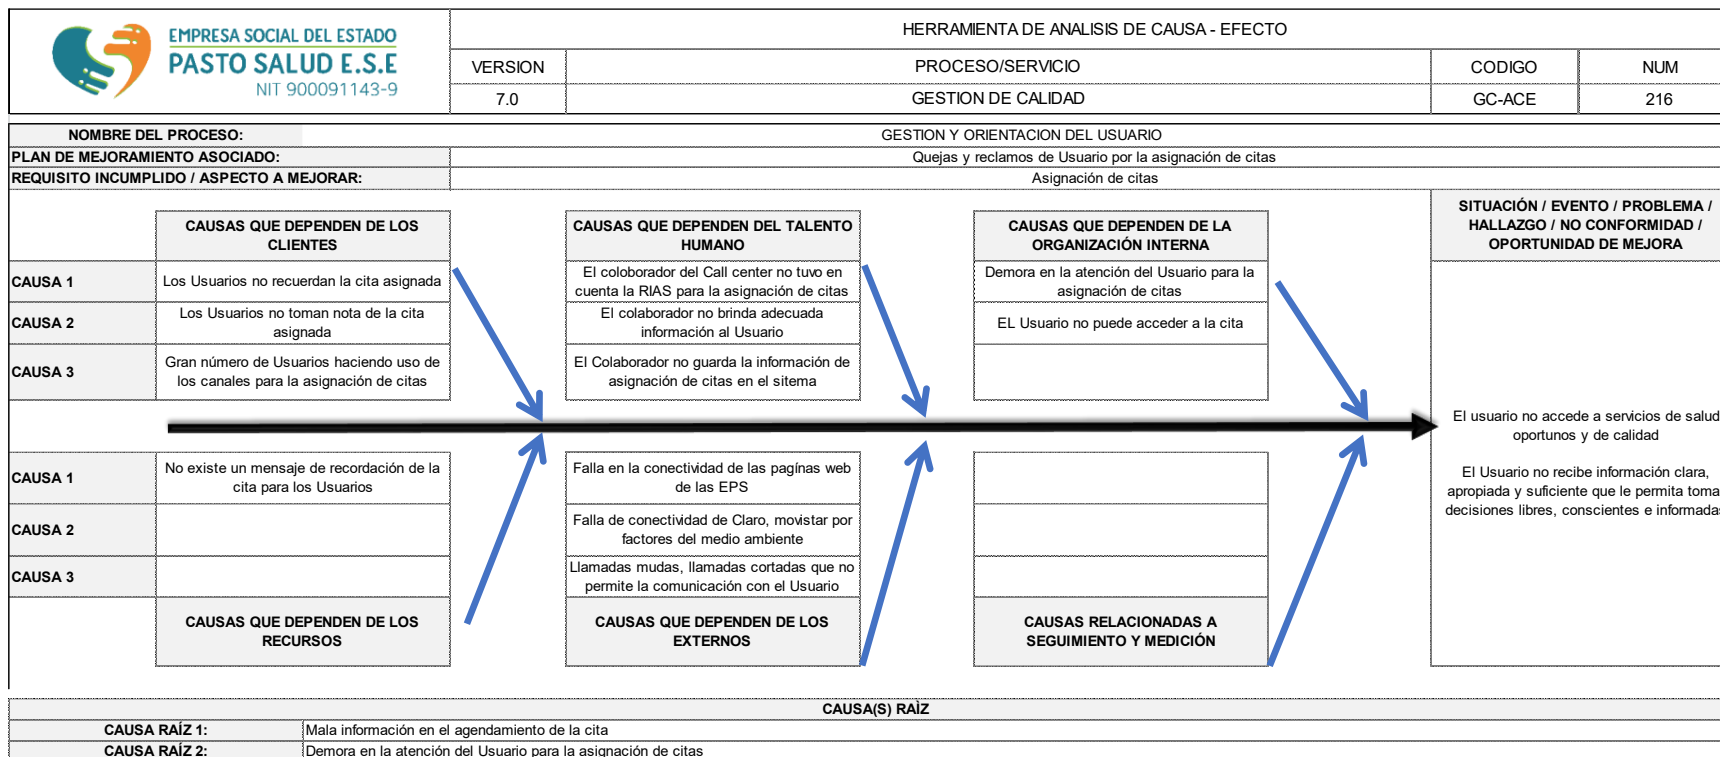 EMPRESA SOCIAL DEL ESTADO
PASTO SALUD E.S.E
NIT 900091143-9
HERRAMIENTA DE ANALISIS DE CAUSA - EFECTO
VERSION
PROCESO/SERVICIO
CODIGO
NUM
7.0
GESTION DE CALIDAD
GC-ACE
216
NOMBRE DEL PROCESO:
GESTION Y ORIENTACION DEL USUARIO
PLAN DE MEJORAMIENTO ASOCIADO:
Quejas y reclamos de Usuario por la asignación de citas
REQUISITO INCUMPLIDO / ASPECTO A MEJORAR:
Asignación de citas
CAUSAS QUE DEPENDEN DE LOS
CLIENTES
CAUSAS QUE DEPENDEN DEL TALENTO
HUMANO
CAUSAS QUE DEPENDEN DE LA
ORGANIZACIÓN INTERNA
SITUACIÓN / EVENTO / PROBLEMA /
HALLAZGO / NO CONFORMIDAD /
OPORTUNIDAD DE MEJORA
CAUSA 1
Los Usuarios no recuerdan la cita asignada
El coloborador del Call center no tuvo en
cuenta la RIAS para la asignación de citas
Demora en la atención del Usuario para la
asignación de citas
CAUSA 2
Los Usuarios no toman nota de la cita
asignada
El colaborador no brinda adecuada
información al Usuario
EL Usuario no puede acceder a la cita
CAUSA 3
Gran número de Usuarios haciendo uso de
los canales para la asignación de citas
El Colaborador no guarda la información de
asignación de citas en el sitema
El usuario no accede a servicios de salud
oportunos y de calidad
El Usuario no recibe información clara,
apropiada y suficiente que le permita toma
decisiones libres, conscientes e informadas
CAUSA 1
No existe un mensaje de recordación de la
cita para los Usuarios
Falla en la conectividad de las pagínas web
de las EPS
CAUSA 2
Falla de conectividad de Claro, movistar por
factores del medio ambiente
CAUSA 3
Llamadas mudas, llamadas cortadas que no
permite la comunicación con el Usuario
CAUSAS QUE DEPENDEN DE LOS
RECURSOS
CAUSAS QUE DEPENDEN DE LOS
EXTERNOS
CAUSAS RELACIONADAS A
SEGUIMIENTO Y MEDICIÓN
CAUSA(S) RAÌZ
CAUSA RAÍZ 1:
Mala información en el agendamiento de la cita
CAUSA RAÍZ 2:
Demora en la atención del Usuario para la asignación de citas